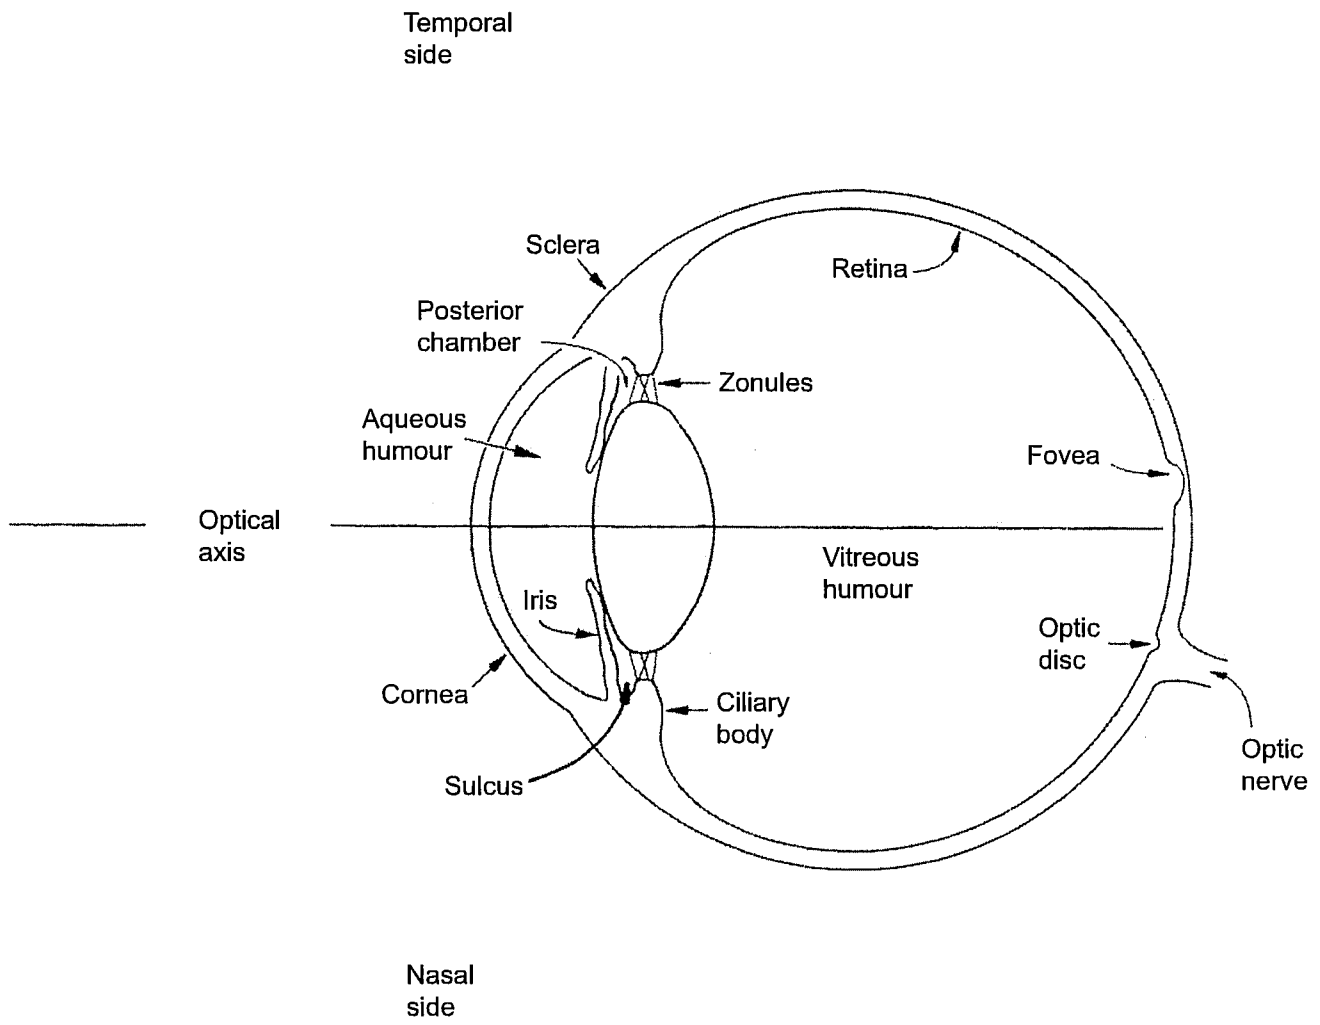 Temporal
side
Sclera
Retina
Posterior
chamber
Zonules
Aqueous
humour
Fovea
Optical
axis
Vitreous
humour
Iris
Optic
disc
Cornea
Ciliary
body
Sulcus
Optic
nerve
Nasal
side